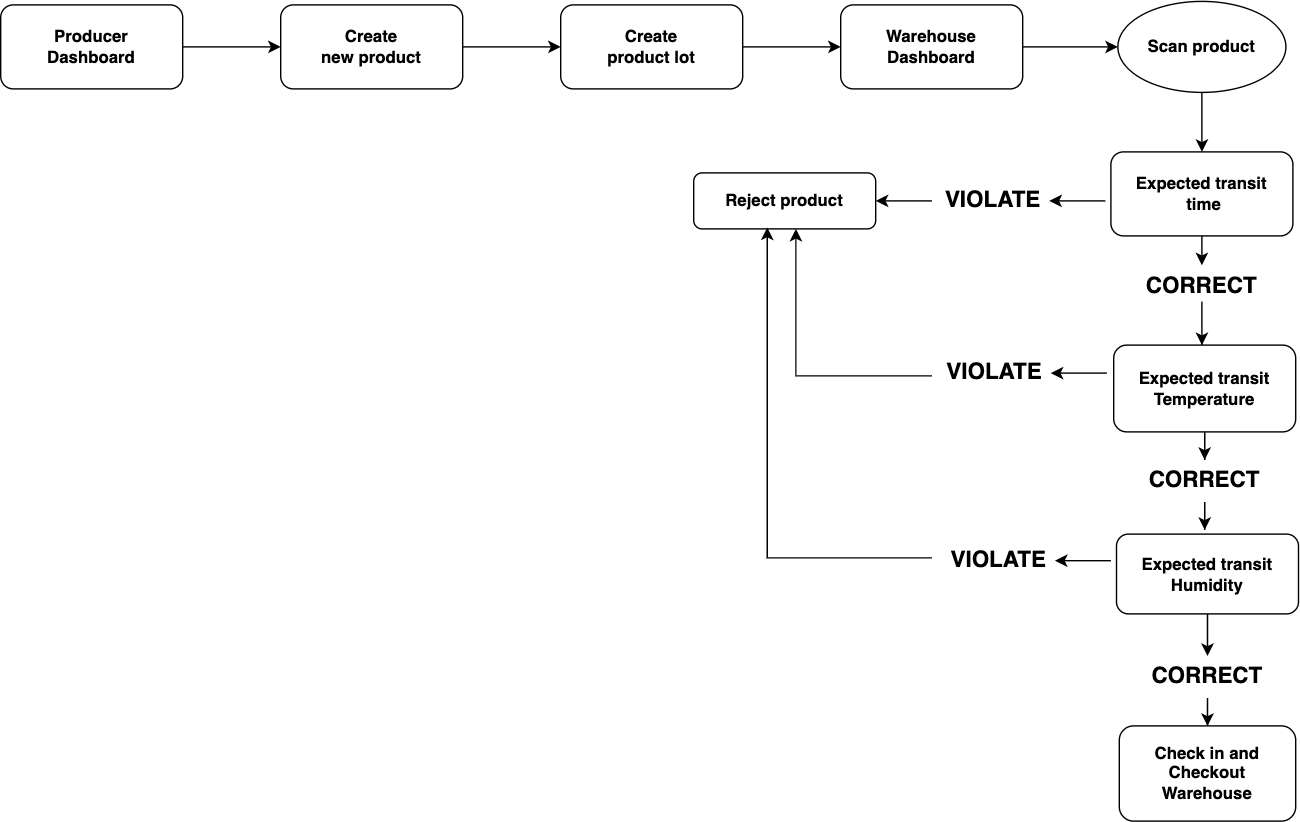 Producer
Dashboard
Create
new product
Create
product lot
Warehouse
Dashboard
Scan product
Expected transit
time
VIOLATE
Reject product
CORRECT
Expected transit
Temperature
VIOLATE
CORRECT
Expected transit
Humidity
VIOLATE
CORRECT
Check in and
Checkout
Warehouse